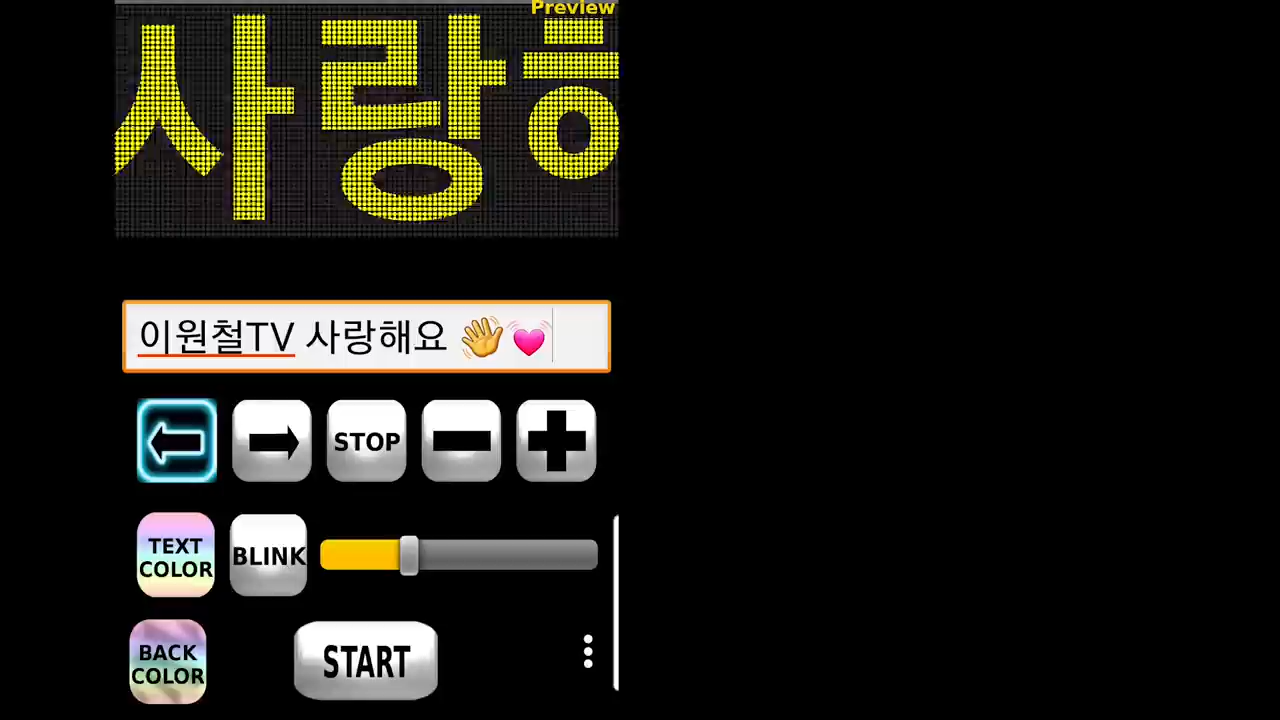 Preview
사랑해
이원철TV 사랑해요 👋💓
STOP
TEXT
COLOR
BLINK
BACK
COLOR
START